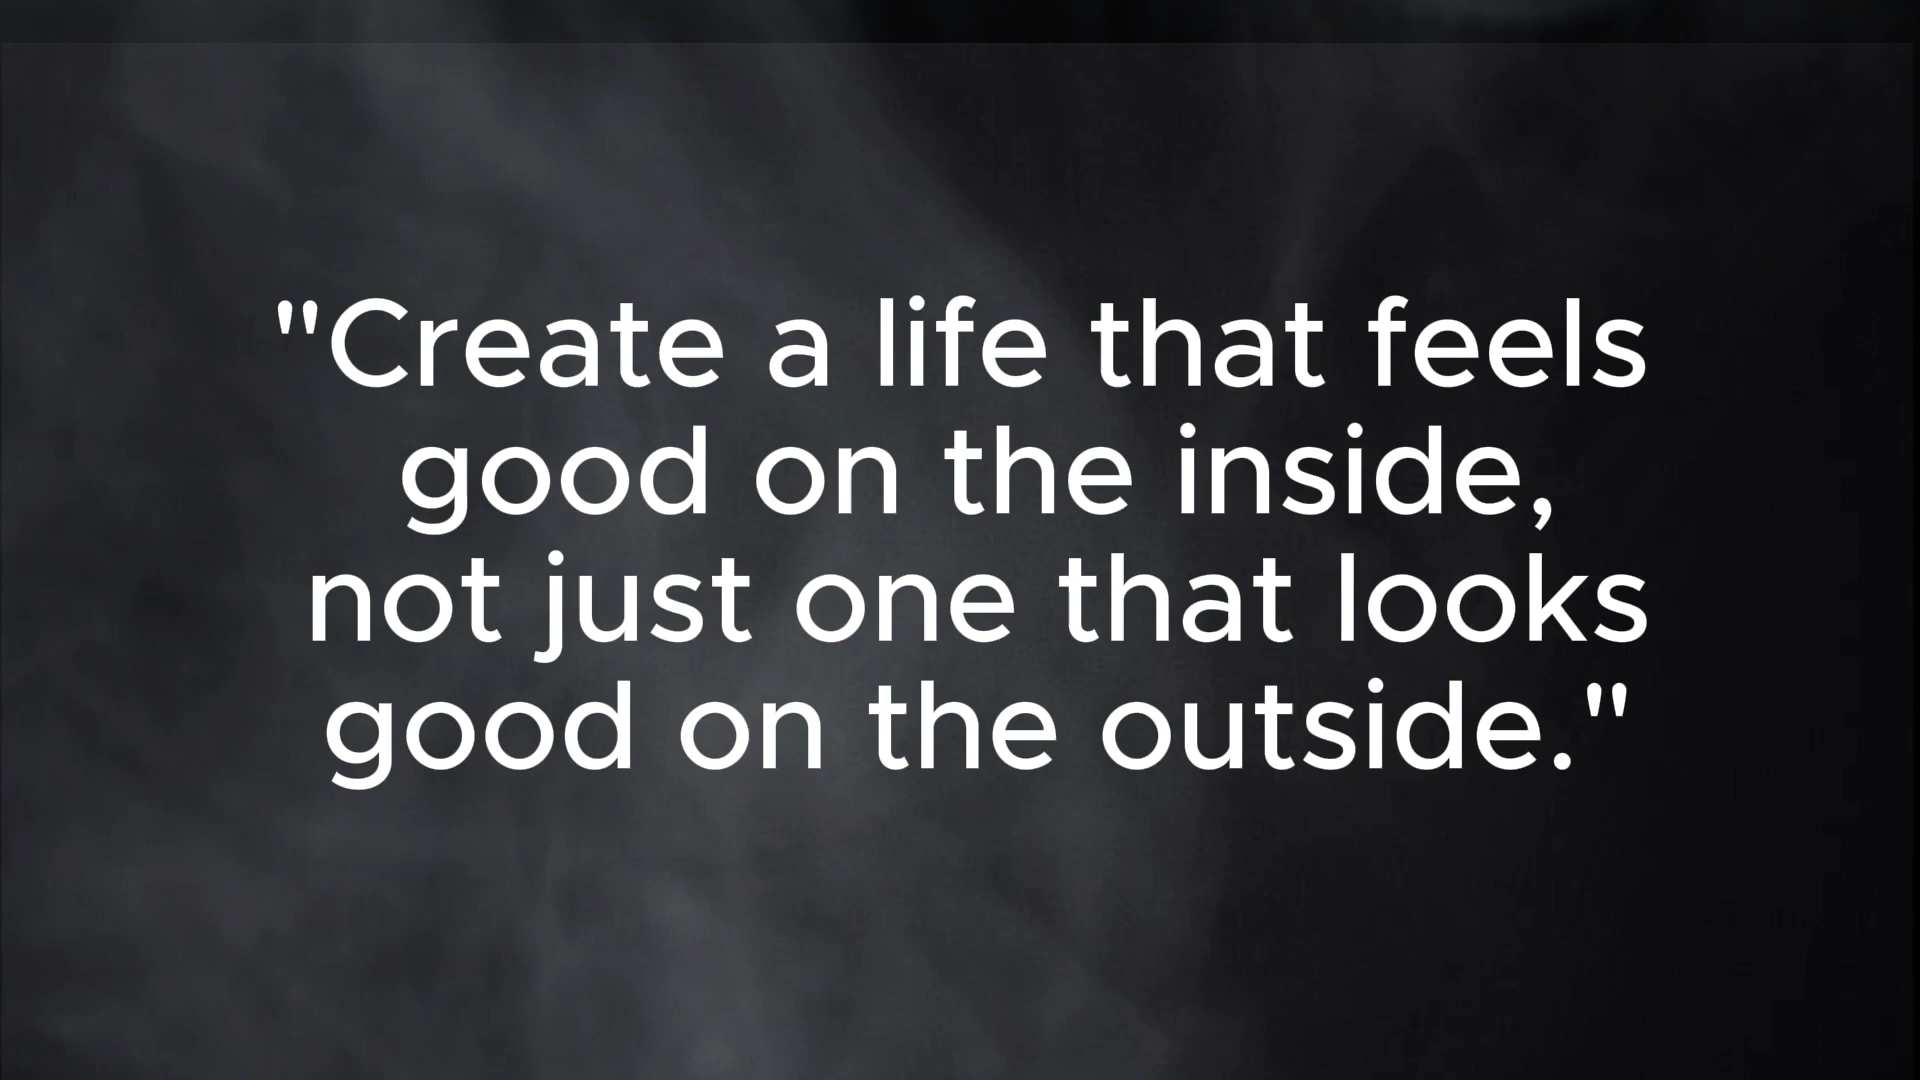 "Create a life that feels
good on the inside,
not just one that looks
good on the outside."